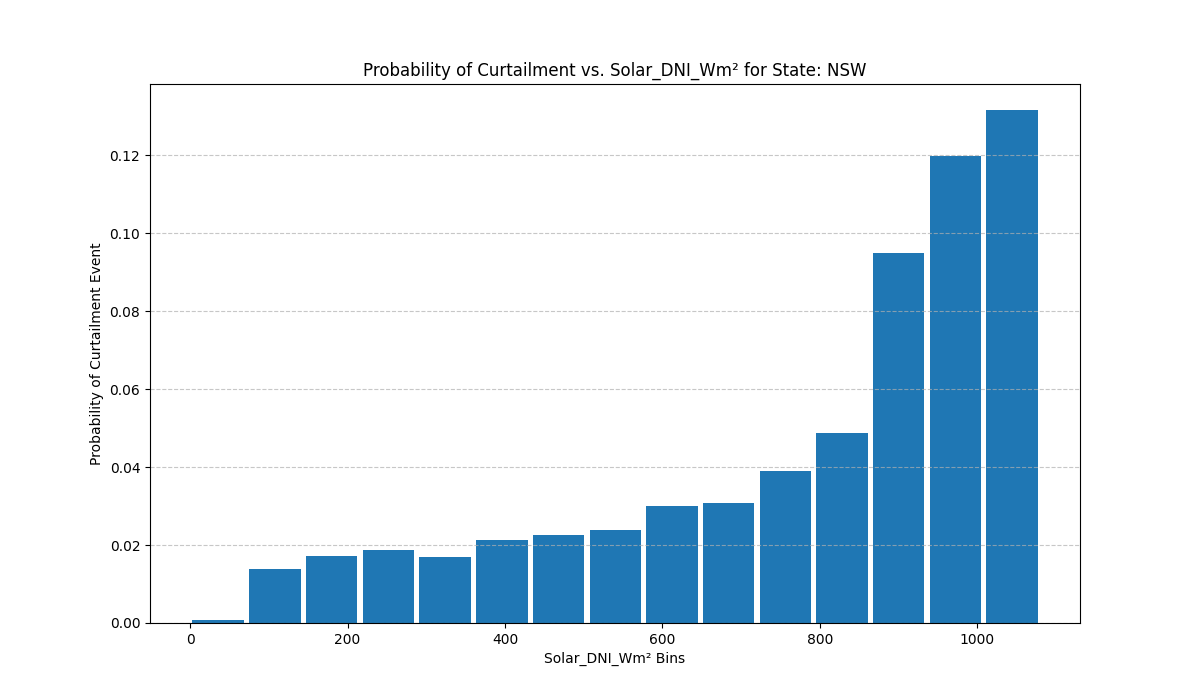 Probability of Curtailment vs. Solar_DNI_Wm² for State: NSW
Probability of Curtailment Event
0.12
0.10
0.08
0.06
0.04
0.02
0.00
0 200 400 600 800 1000
Solar_DNI_Wm² Bins